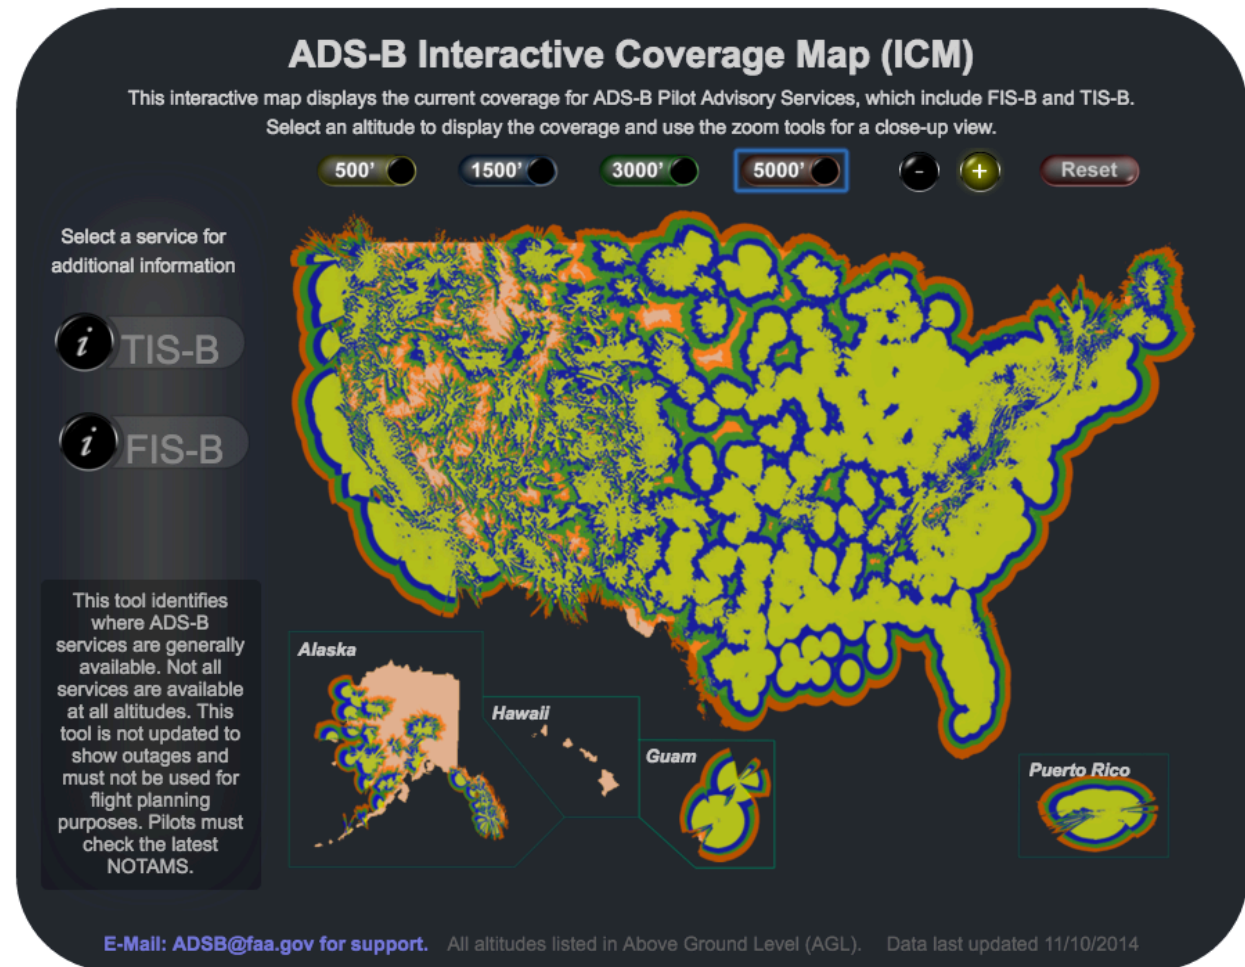 ADS-B Interactive Coverage Map (ICM)
This interactive map displays the current coverage for ADS-B Pilot Advisory Services, which include FIS-B and TIS-B.
Select an altitude to display the coverage and use the zoom tools for a close-up view.
500' 1500' 3000' 5000' - + Reset
Select a service for
additional information
i TIS-B
i FIS-B
This tool identifies
where ADS-B
services are generally
available. Not all
services are available
at all altitudes. This
tool is not updated to
show outages and
must not be used for
flight planning
purposes. Pilots must
check the latest
NOTAMS.
Alaska
Hawaii
Guam
Puerto Rico
E-Mail: ADSB@faa.gov for support. All altitudes listed in Above Ground Level (AGL). Data last updated 11/10/2014